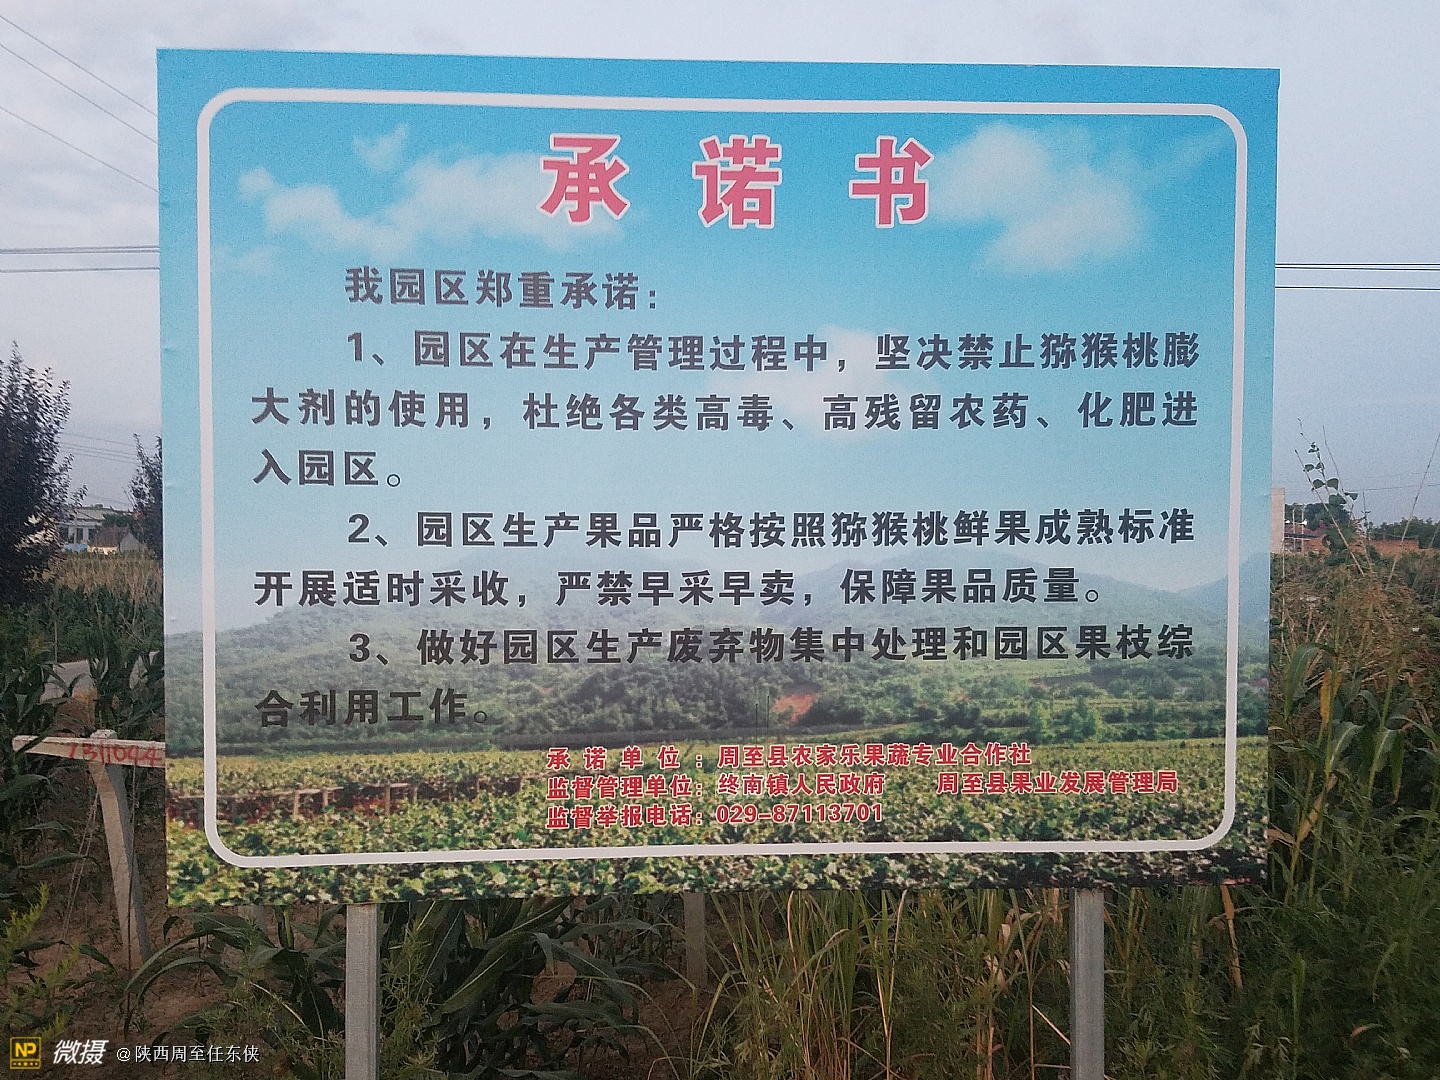 承诺书
我园区郑重承诺：
1、园区在生产管理过程中，坚决禁止猕猴桃膨
大剂的使用，杜绝各类高毒、高残留农药、化肥进
入园区。
2、园区生产果品严格按照猕猴桃鲜果成熟标准
开展适时采收，严禁早采早卖，保障果品质量。
3、做好园区生产废弃物集中处理和园区果枝综
合利用工作。
承诺单位：周至县农家乐果蔬专业合作社
监督管理单位：终南镇人民政府 周至县果业发展管理局
监督举报电话：029-87113701
1311094
NP 微摄 @陕西周至任东侠